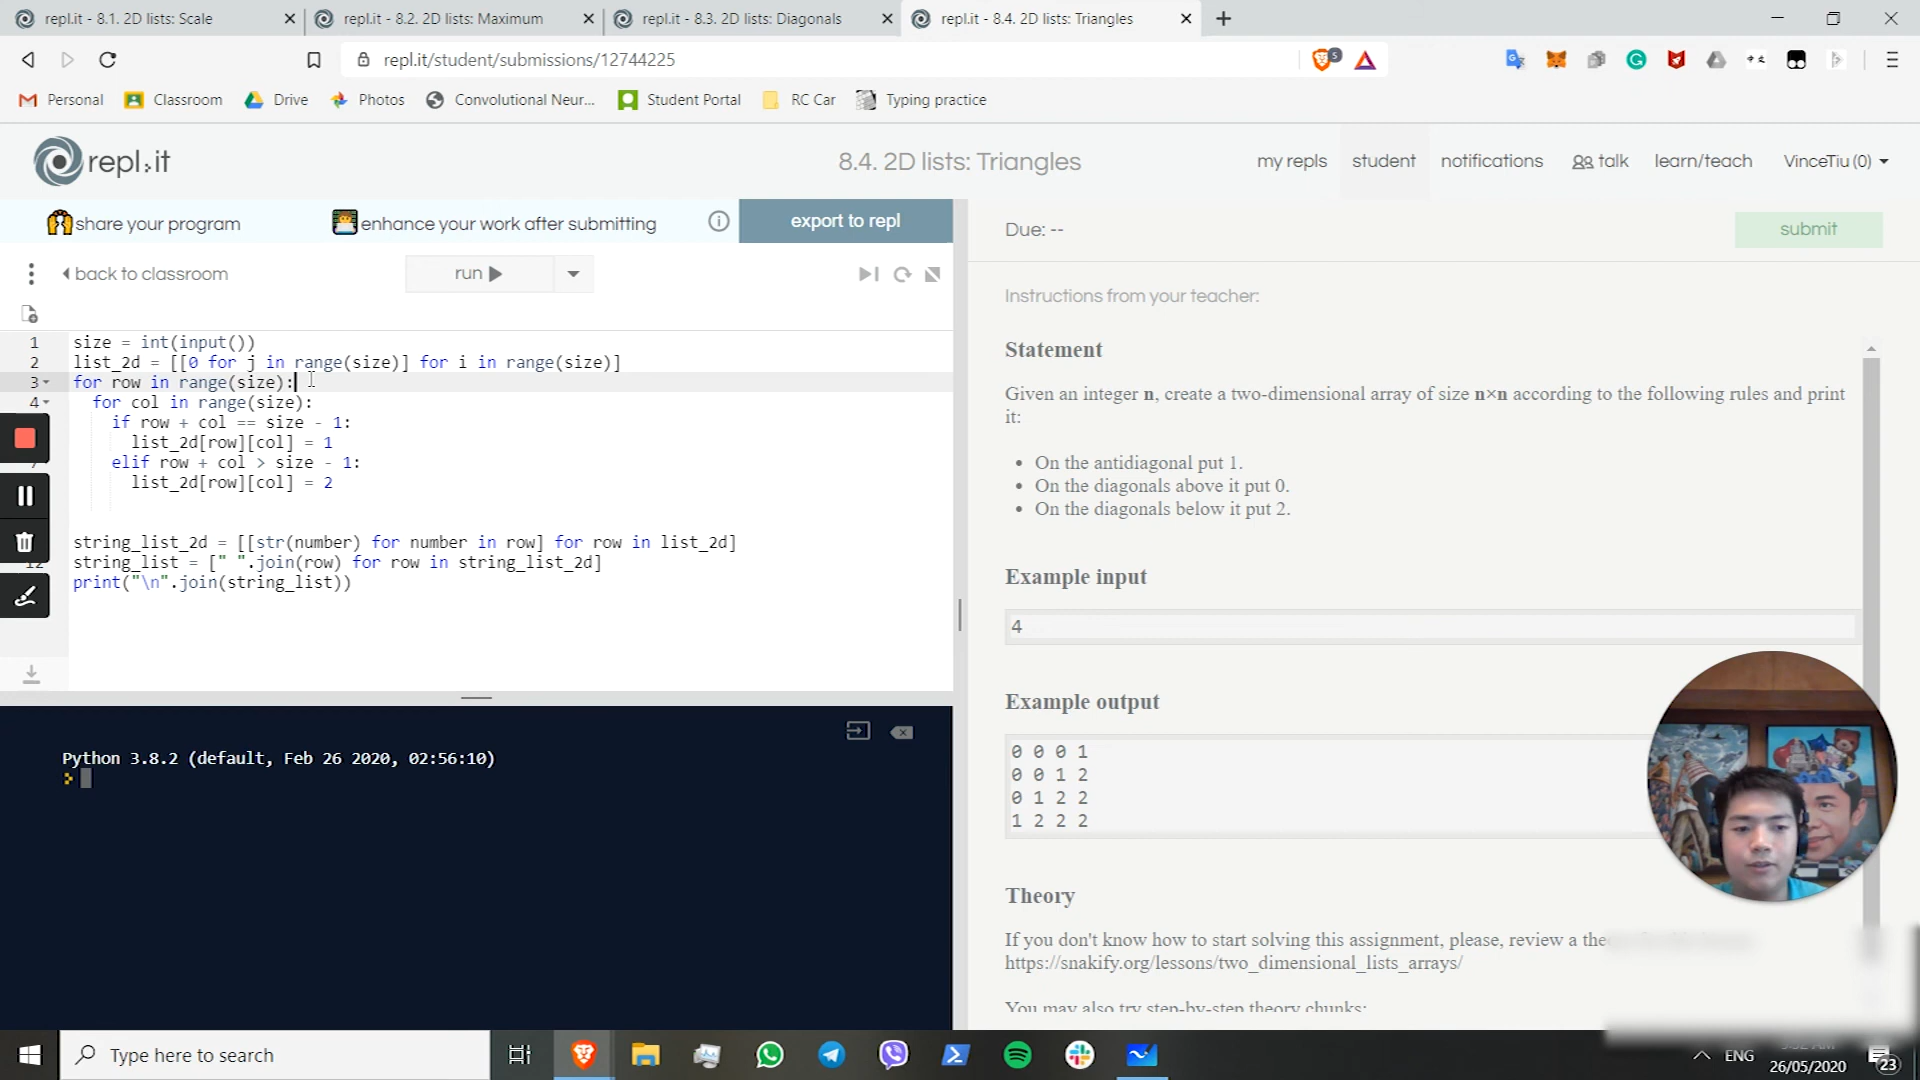 repl.it - 8.1. 2D lists: Scale
repl.it - 8.2. 2D lists: Maximum
repl.it - 8.3. 2D lists: Diagonals
repl.it - 8.4. 2D lists: Triangles
repl.it/student/submissions/12744225
5
Personal
Classroom
Drive
Photos
Convolutional Neur...
Student Portal
RC Car
Typing practice
repl.it
8.4. 2D lists: Triangles
my repls
student
notifications
talk
learn/teach
VinceTiu (0)
share your program
enhance your work after submitting
export to repl
back to classroom
run
1 size = int(input())
2 list_2d = [[0 for j in range(size)] for i in range(size)]
3 for row in range(size):
4 for col in range(size):
if row + col == size - 1:
list_2d[row][col] = 1
elif row + col > size - 1:
list_2d[row][col] = 2
string_list_2d = [[str(number) for number in row] for row in list_2d]
12 string_list = [" ".join(row) for row in string_list_2d]
print("\n".join(string_list))
Python 3.8.2 (default, Feb 26 2020, 02:56:10)
Due: --
submit
Instructions from your teacher:
Statement
Given an integer n, create a two-dimensional array of size n×n according to the following rules and print
it:
• On the antidiagonal put 1.
• On the diagonals above it put 0.
• On the diagonals below it put 2.
Example input
4
Example output
0 0 0 1
0 0 1 2
0 1 2 2
1 2 2 2
Theory
If you don't know how to start solving this assignment, please, review a
https://snakify.org/lessons/two_dimensional_lists_arrays/
You may also try step-by-step theory chunks:
Type here to search
ENG
26/05/2020
23